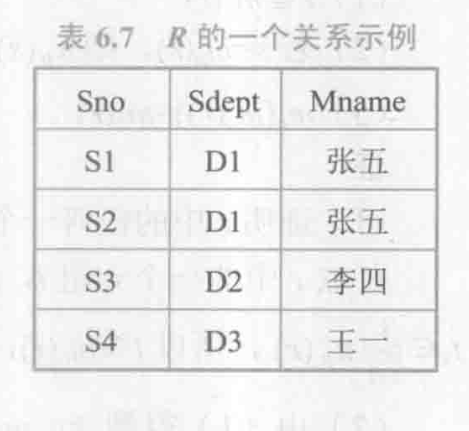 表 6.7 R 的一个关系示例
Sno Sdept Mname
S1 D1 张五
S2 D1 张五
S3 D2 李四
S4 D3 王一